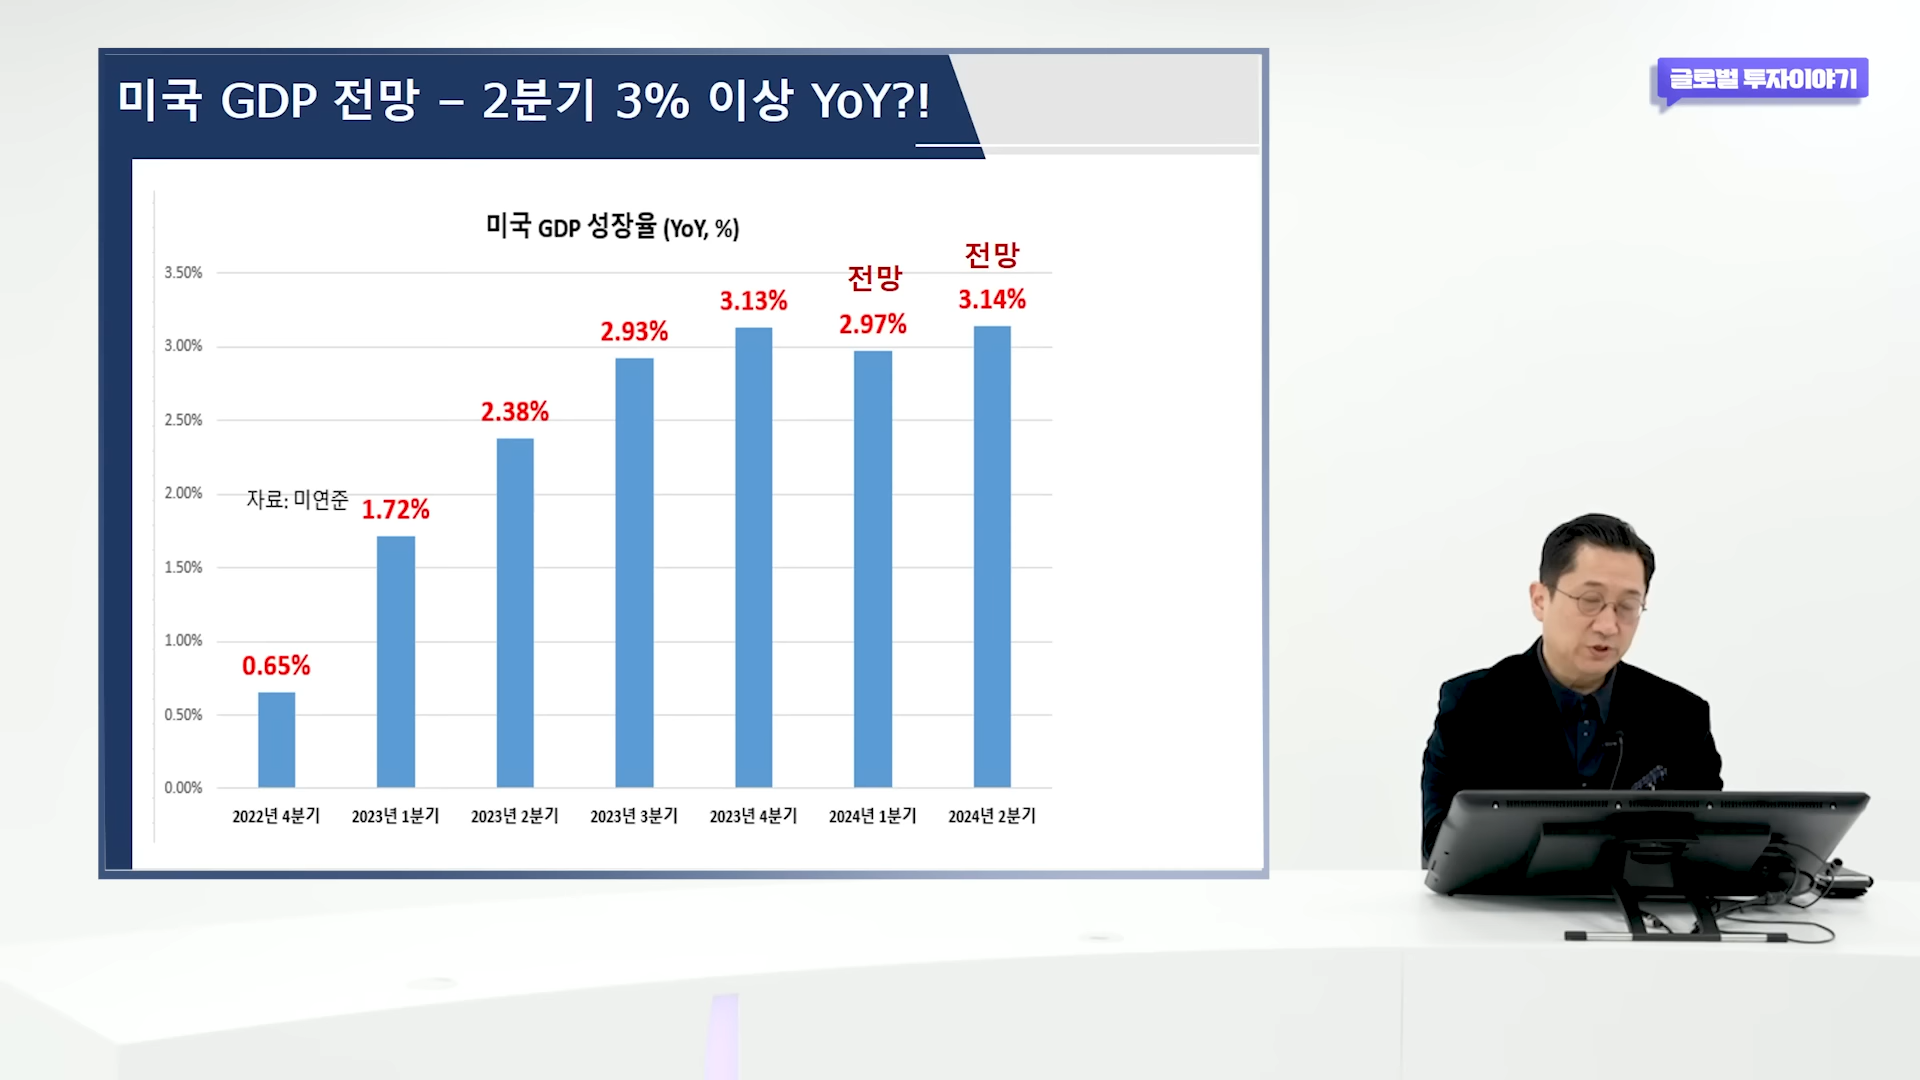 미국 GDP 전망 – 2분기 3% 이상 YoY?!
글로벌 투자이야기
미국 GDP 성장률 (YoY, %)
전망
전망
3.50%
3.00%
2.50%
2.00%
1.50%
1.00%
0.50%
0.00%
0.65%
1.72%
2.38%
2.93%
3.13%
2.97%
3.14%
자료: 미연준
2022년 4분기
2023년 1분기
2023년 2분기
2023년 3분기
2023년 4분기
2024년 1분기
2024년 2분기